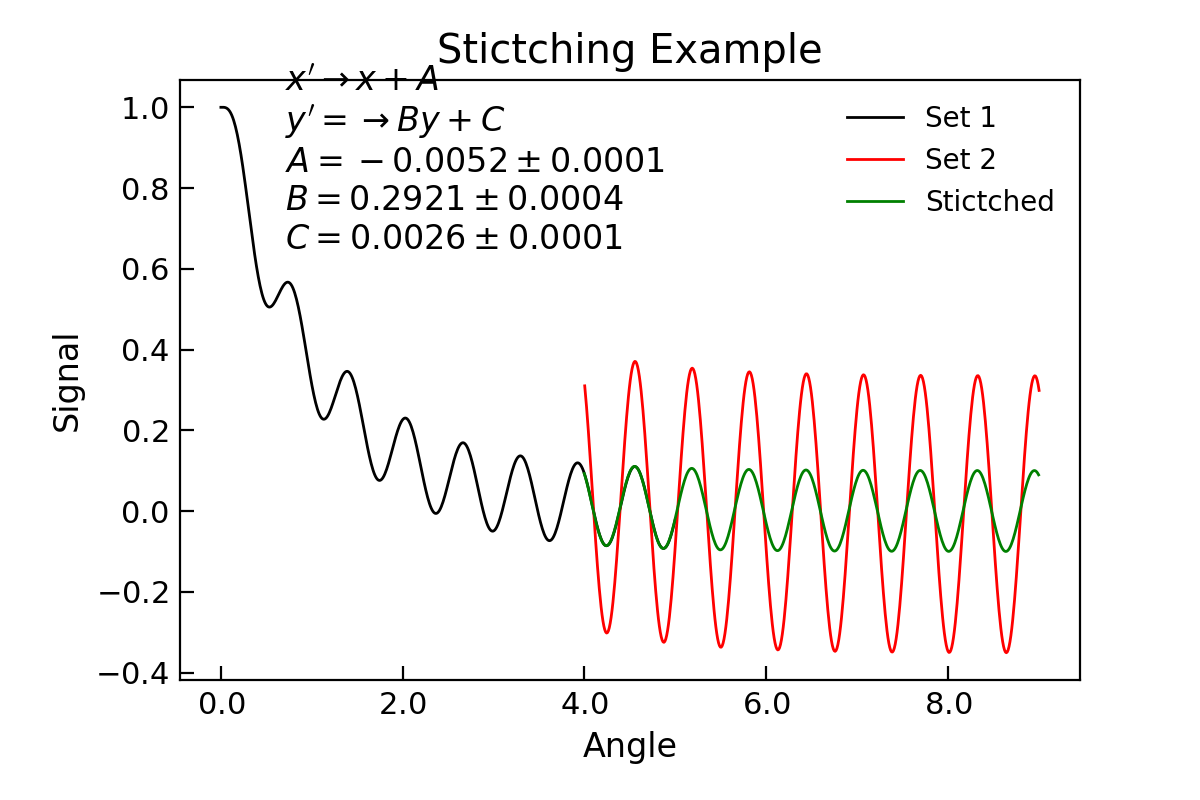 Stictching Example
x′ → x + A
y′ = → By + C
A = − 0.0052 ± 0.0001
B = 0.2921 ± 0.0004
C = 0.0026 ± 0.0001
Set 1
Set 2
Stictched
1.0
0.8
0.6
0.4
0.2
0.0
−0.2
−0.4
Signal
0.0 2.0 4.0 6.0 8.0
Angle